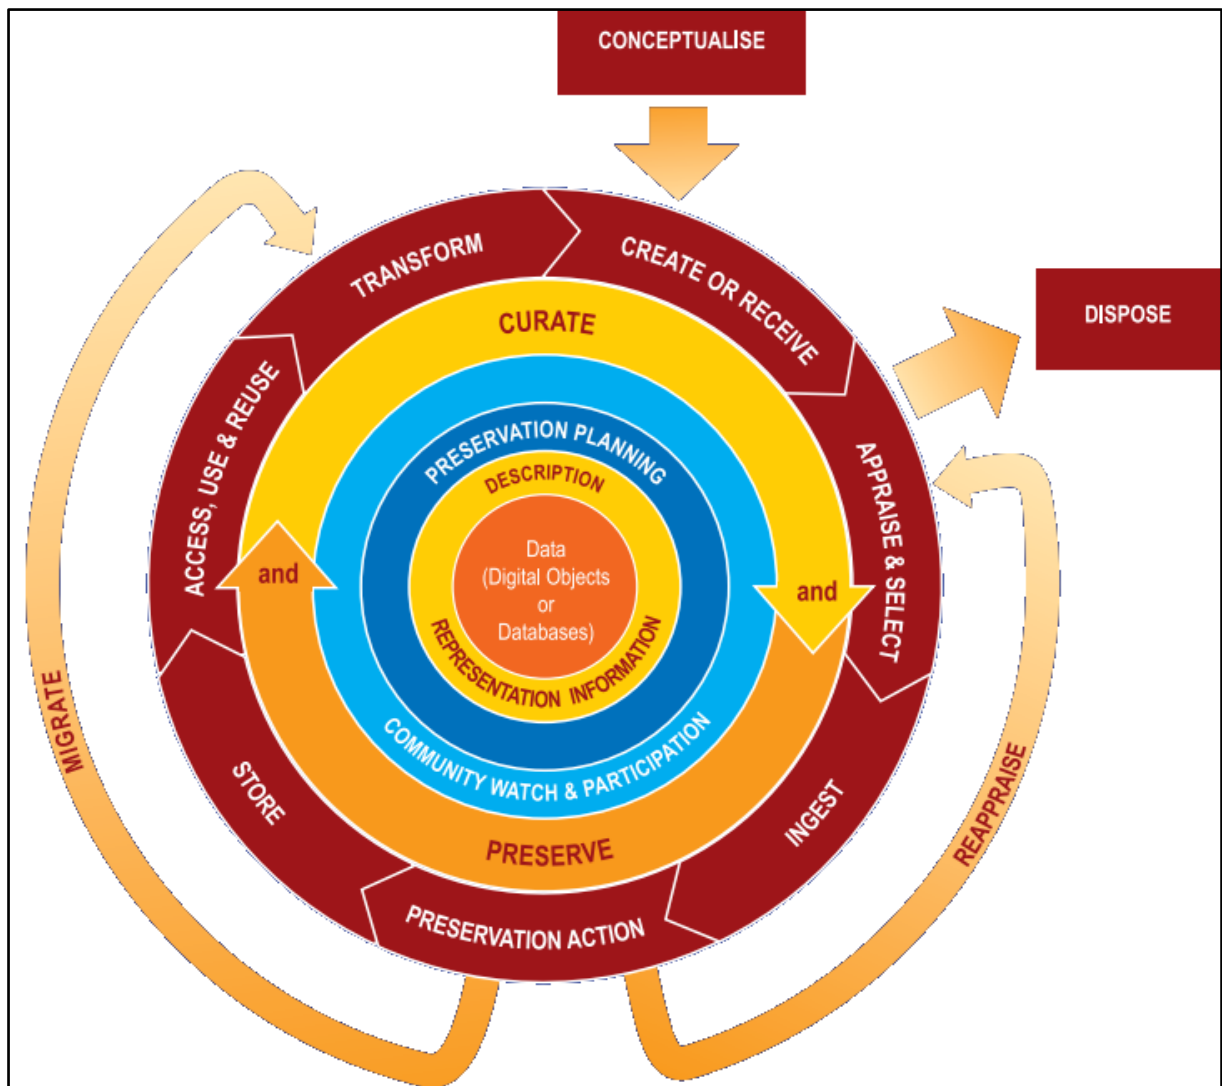 CONCEPTUALISE
TRANSFORM
CREATE OR RECEIVE
DISPOSE
CURATE
ACCESS, USE & REUSE
APPRAISE & SELECT
PRESERVATION PLANNING
DESCRIPTION
Data
(Digital Objects
or
Databases)
and
and
REPRESENTATION INFORMATION
COMMUNITY WATCH & PARTICIPATION
MIGRATE
STORE
INGEST
REAPPRAISE
PRESERVE
PRESERVATION ACTION